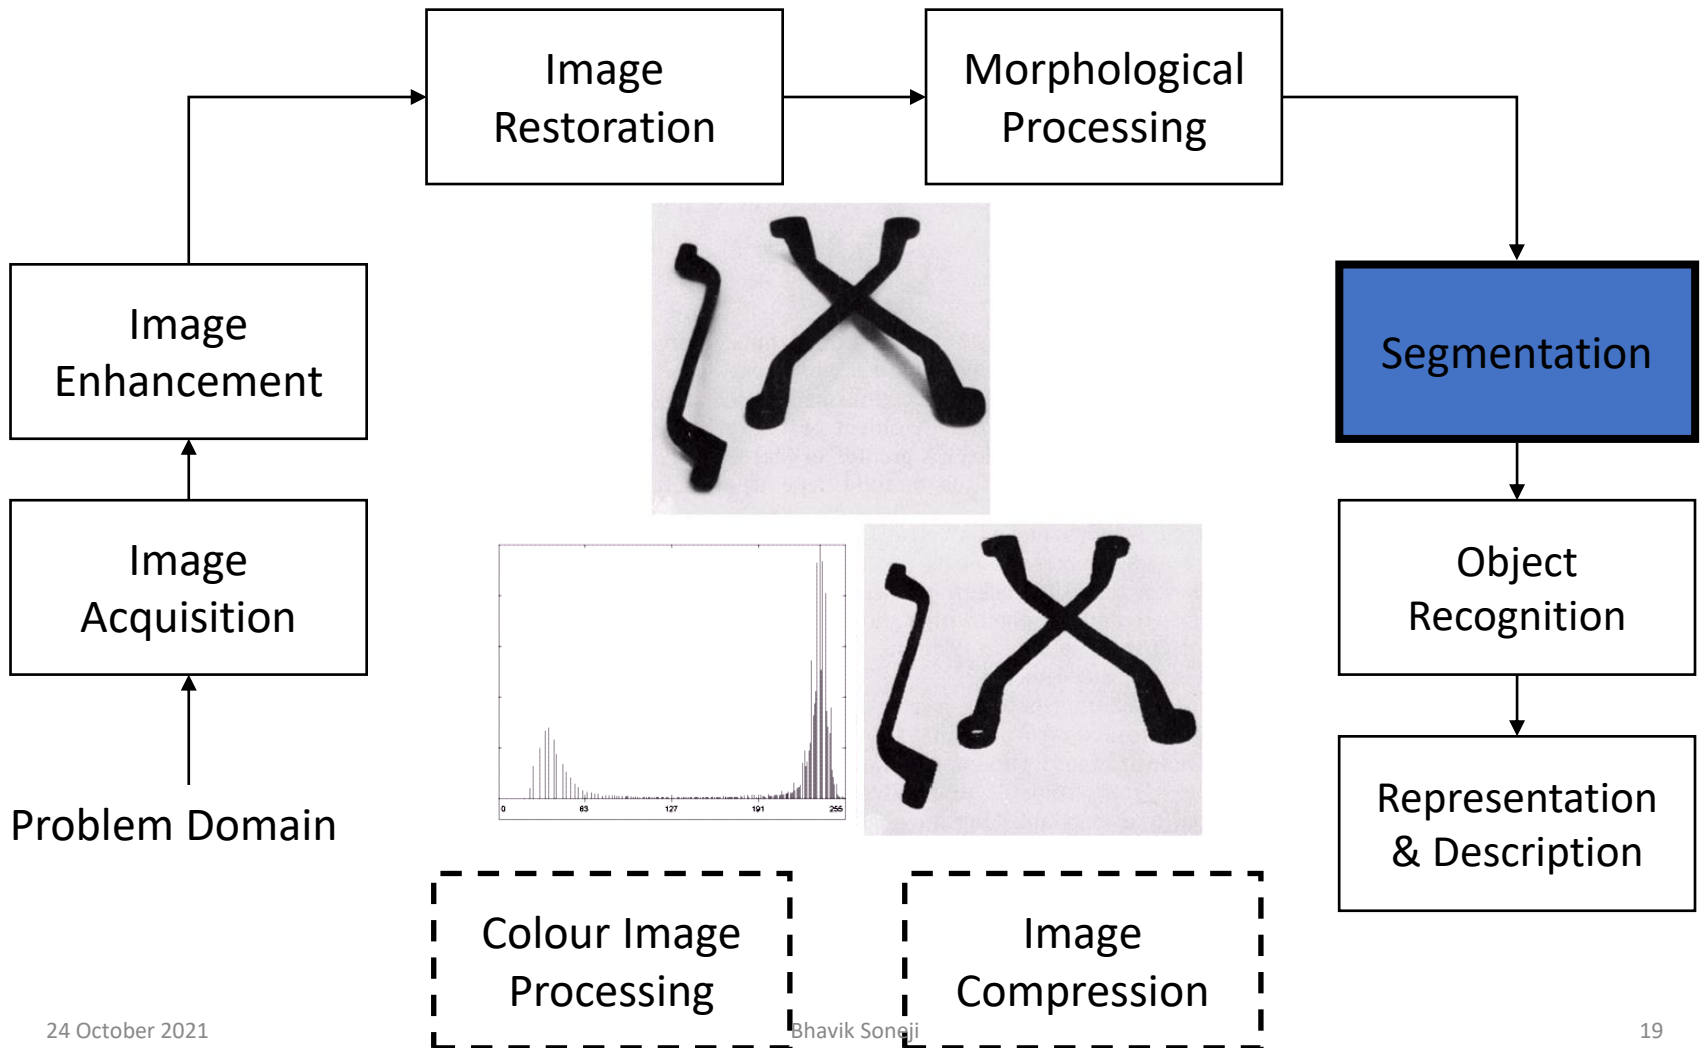 Image
Restoration
Morphological
Processing
Image
Enhancement
Segmentation
Image
Acquisition
Object
Recognition
0 63 127 191 255
Problem Domain
Representation
& Description
Colour Image
Processing
Image
Compression
24 October 2021
Bhavik Soneji
19